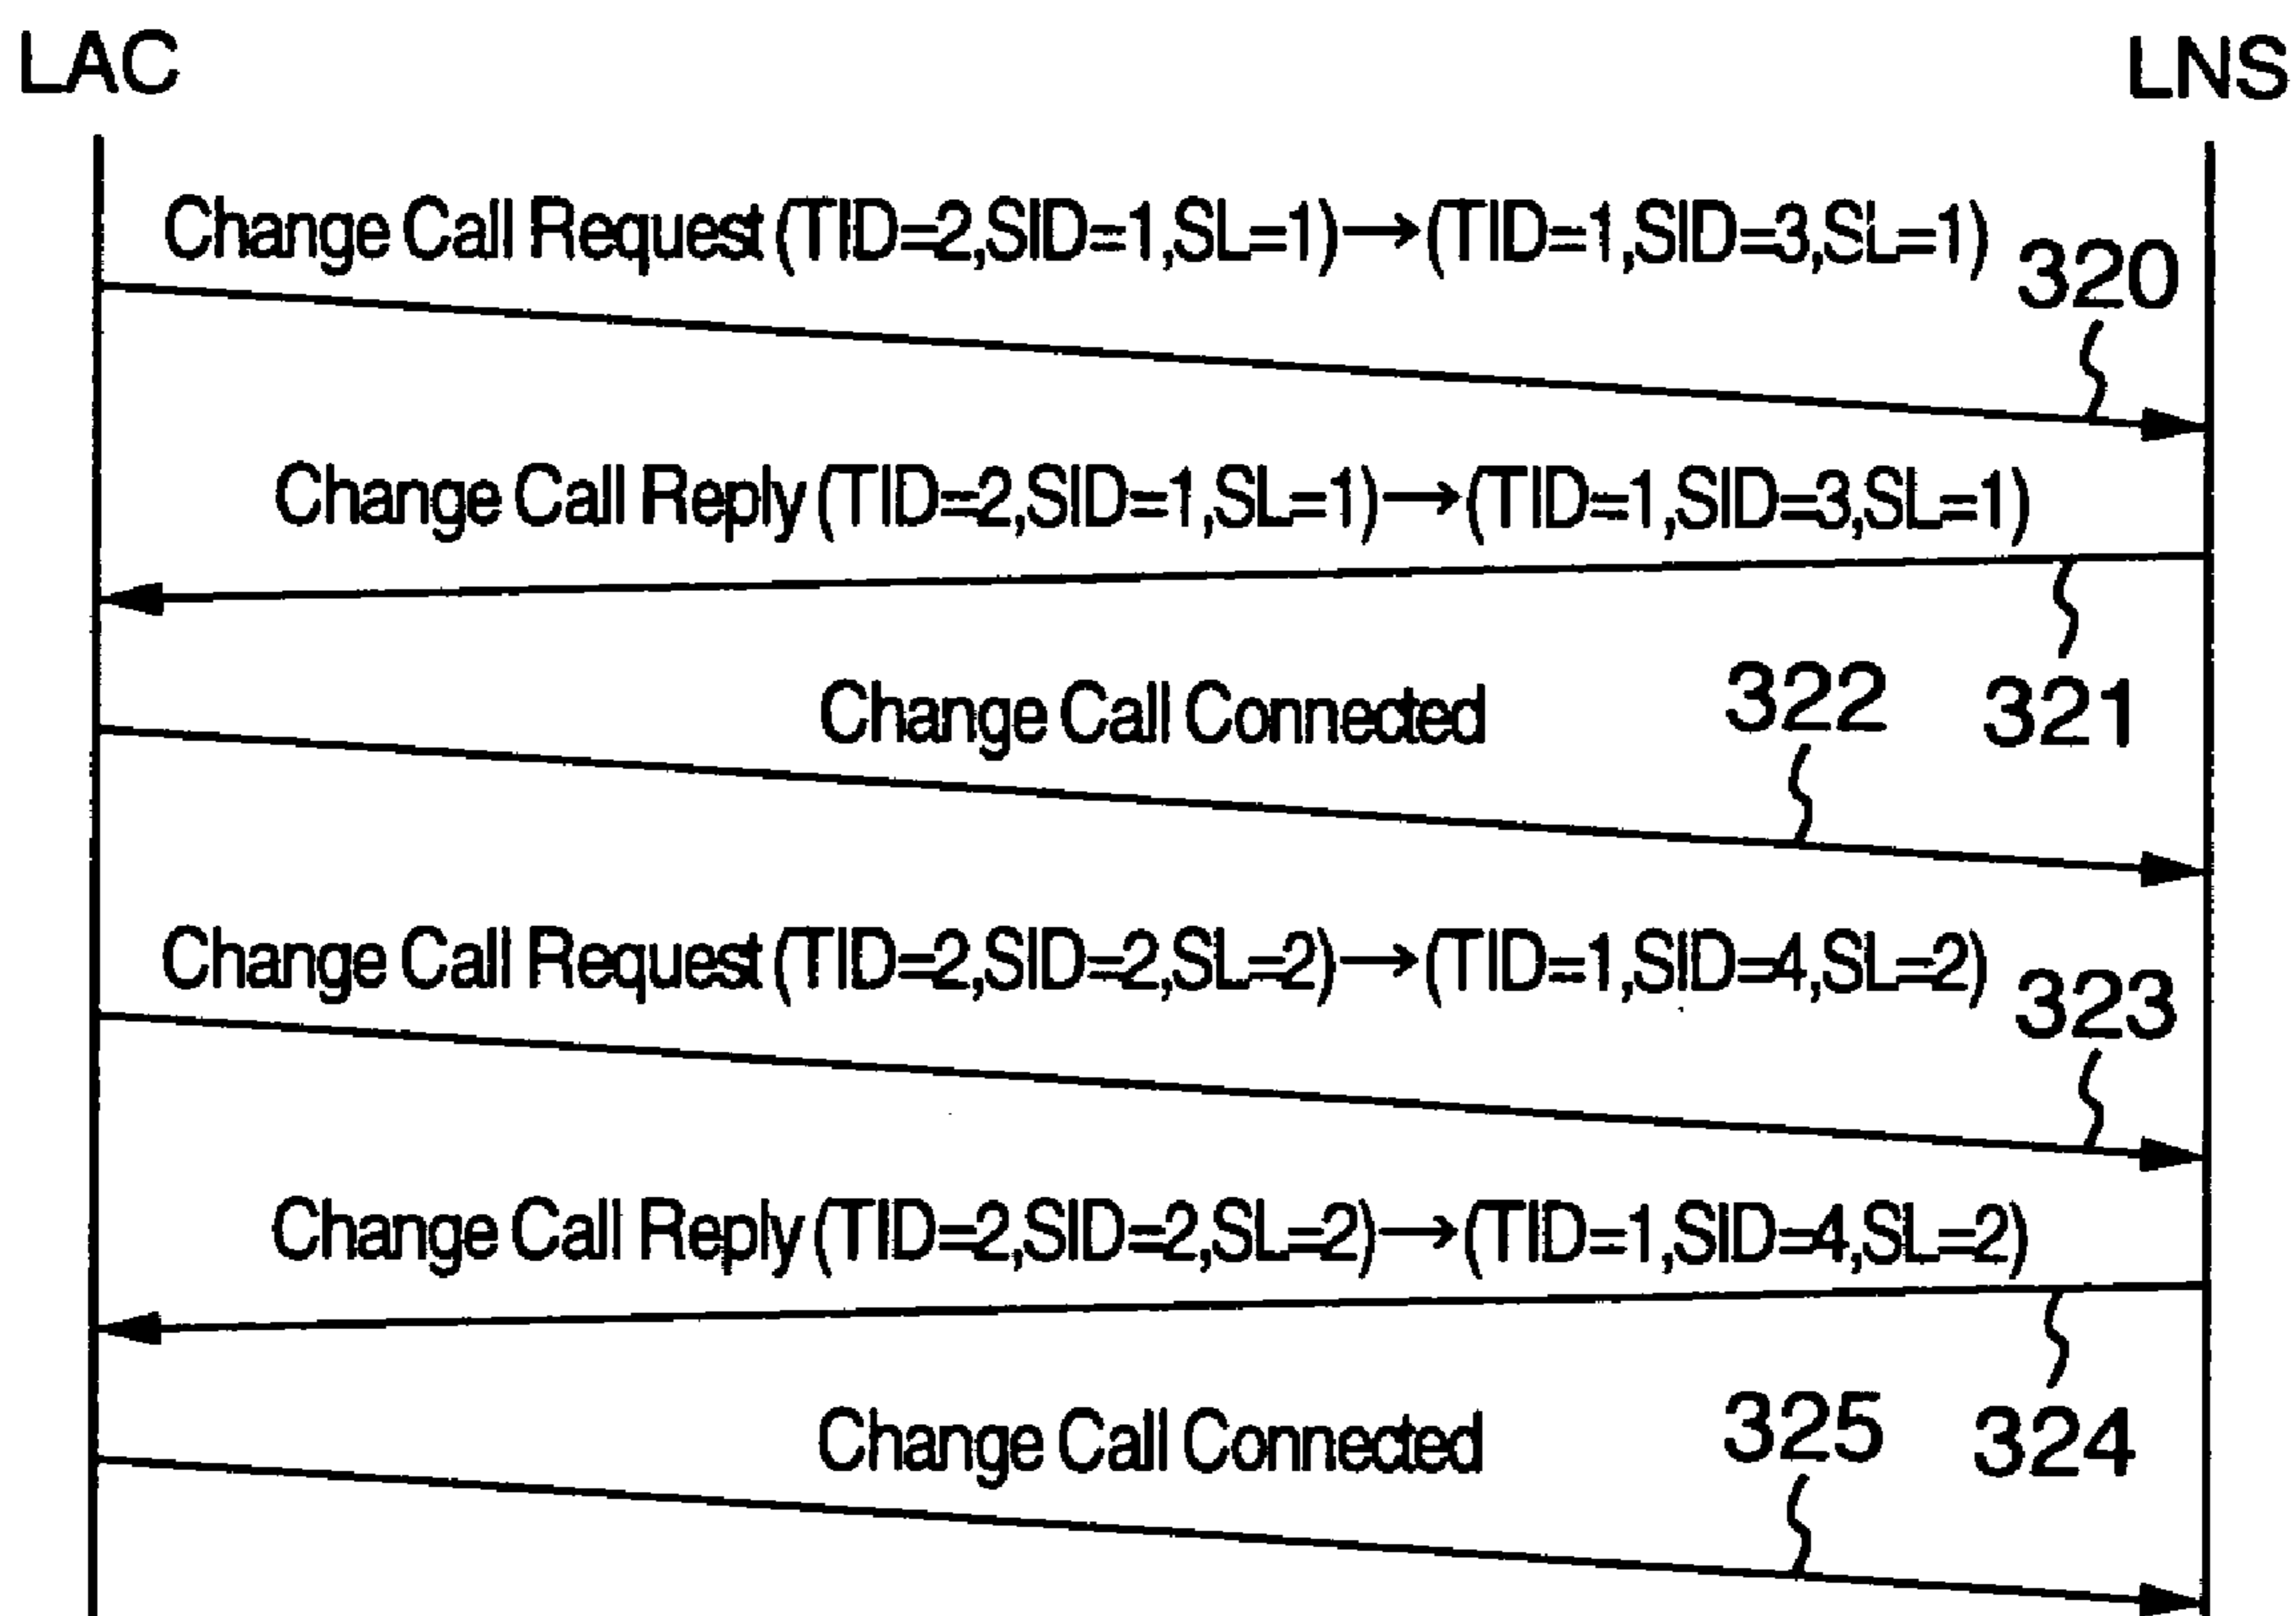 LAC
LNS
Change Call Request (TID=2,SID=1,SL=1)→(TID=1,SID=3,SL=1)
320
Change Call Reply (TID=2,SID=1,SL=1)→(TID=1,SID=3,SL=1)
321
Change Call Connected
322
Change Call Request (TID=2,SID=2,SL=2)→(TID=1,SID=4,SL=2)
323
Change Call Reply (TID=2,SID=2,SL=2)→(TID=1,SID=4,SL=2)
324
Change Call Connected
325